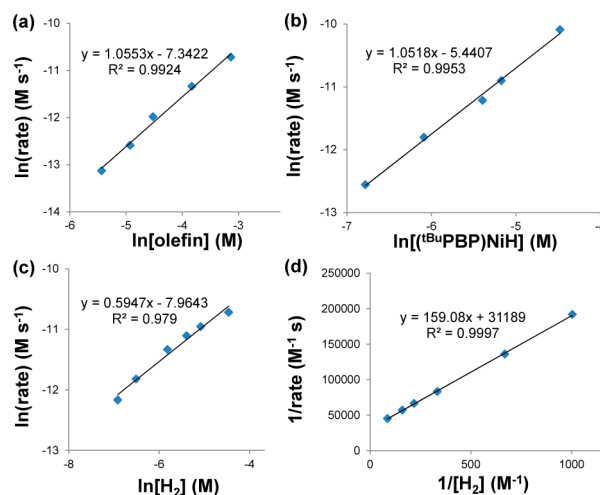 (a)
-10
-11
-12
-13
-14
y = 1.0553x - 7.3422
R² = 0.9924
ln(rate) (M s⁻¹)
-6 -5 -4 -3
ln[olefin] (M)
(b)
-10
-11
-12
-13
y = 1.0518x - 5.4407
R² = 0.9953
ln(rate) (M s⁻¹)
-7 -6 -5 -4
ln[(ᵗᴮᵘPBP)NiH] (M)
(c)
-10
-11
-12
-13
y = 0.5947x - 7.9643
R² = 0.979
ln(rate) (M s⁻¹)
-8 -6 -4
ln[H₂] (M)
(d)
250000
200000
150000
100000
50000
0
y = 159.08x + 31189
R² = 0.9997
1/rate (M⁻¹ s)
0 500 1000
1/[H₂] (M⁻¹)